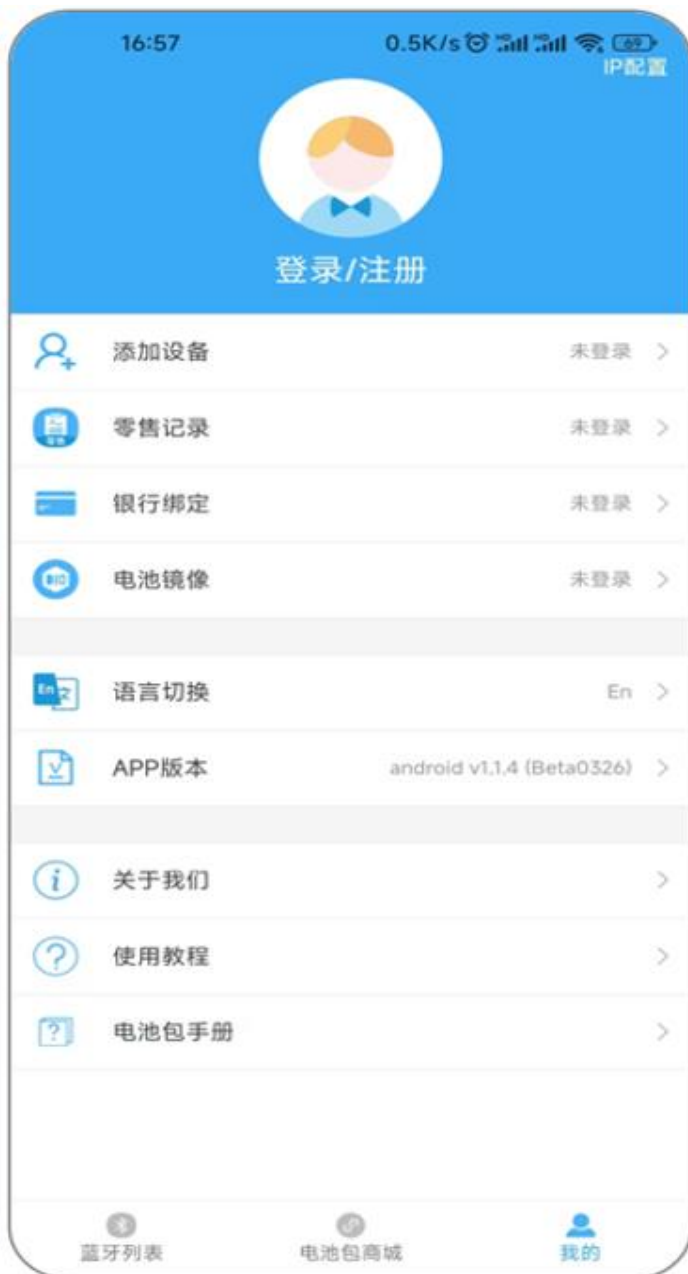 16:57 0.5K/s 69
IP配置
登录/注册
添加设备 未登录
零售记录 未登录
银行绑定 未登录
电池镜像 未登录
En 文
语言切换 En
APP版本 android v1.1.4 (Beta0326)
关于我们
使用教程
电池包手册
蓝牙列表 电池包商城 我的